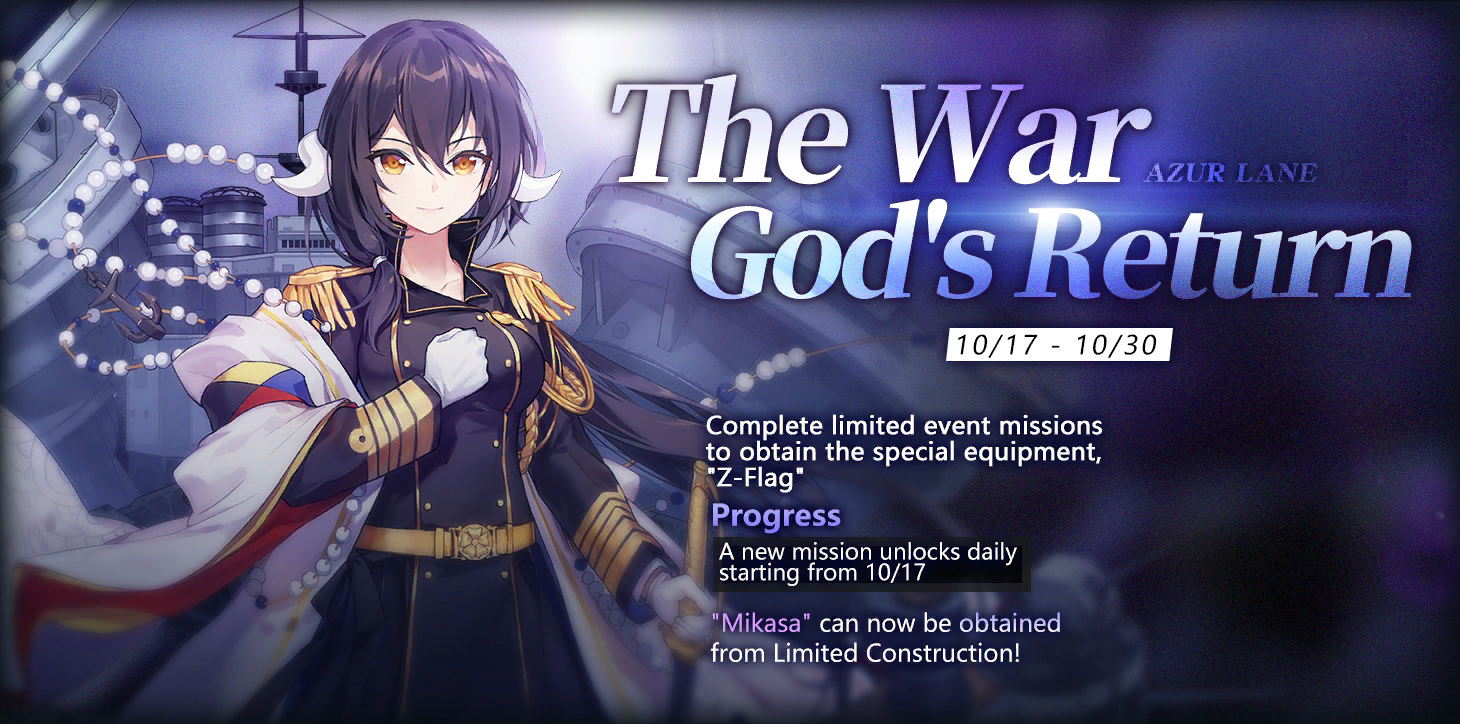 The War
AZUR LANE
God's Return
10/17 - 10/30
Complete limited event missions
to obtain the special equipment,
"Z-Flag"
Progress
A new mission unlocks daily
starting from 10/17
"Mikasa" can now be obtained
from Limited Construction!